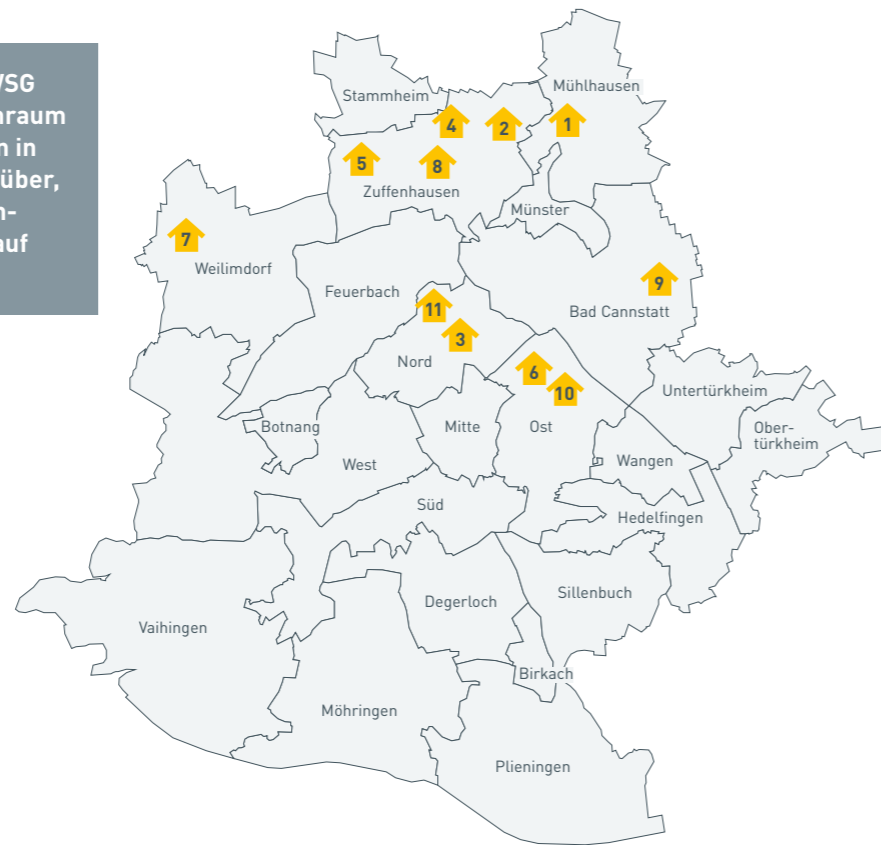 VSG
nraum
n in
über,
n-
auf
Mühlhausen
Stammheim
4
2
1
5
8
Zuffenhausen
Münster
7
Weilimdorf
Feuerbach
9
11
Bad Cannstatt
3
Nord
6
10
Untertürkheim
Botnang
Mitte
Ost
Ober-
türkheim
West
Wangen
Süd
Hedelfingen
Degerloch
Sillenbuch
Vaihingen
Birkach
Möhringen
Plieningen